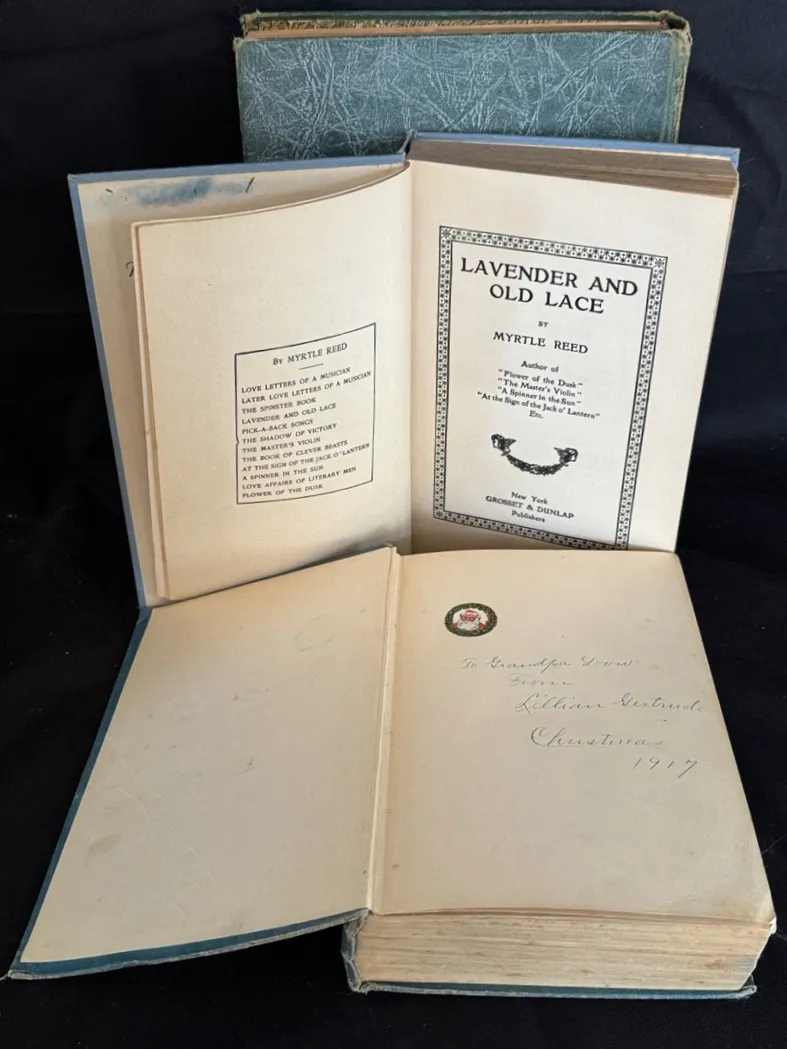 By MYRTLE REED
LOVE LETTERS OF A MUSICIAN
LATER LOVE LETTERS OF A MUSICIAN
THE SPINSTER BOOK
LAVENDER AND OLD LACE
PICK-A-BACK SONGS
THE SHADOW OF VICTORY
THE MASTER'S VIOLIN
THE BOOK OF CLEVER BEASTS
AT THE SIGN OF THE JACK O'LANTERN
A SPINNER IN THE SUN
LOVE AFFAIRS OF LITERARY MEN
FLOWER OF THE DUSK
LAVENDER AND
OLD LACE
BY
MYRTLE REED
Author of
"Flower of the Dusk"
"The Master's Violin"
"A Spinner in the Sun"
"At the Sign of the Jack o' Lantern"
Etc.
New York
GROSSET & DUNLAP
Publishers
To Grandpa Dow
From
Lillian Gertrude
Christmas
1917